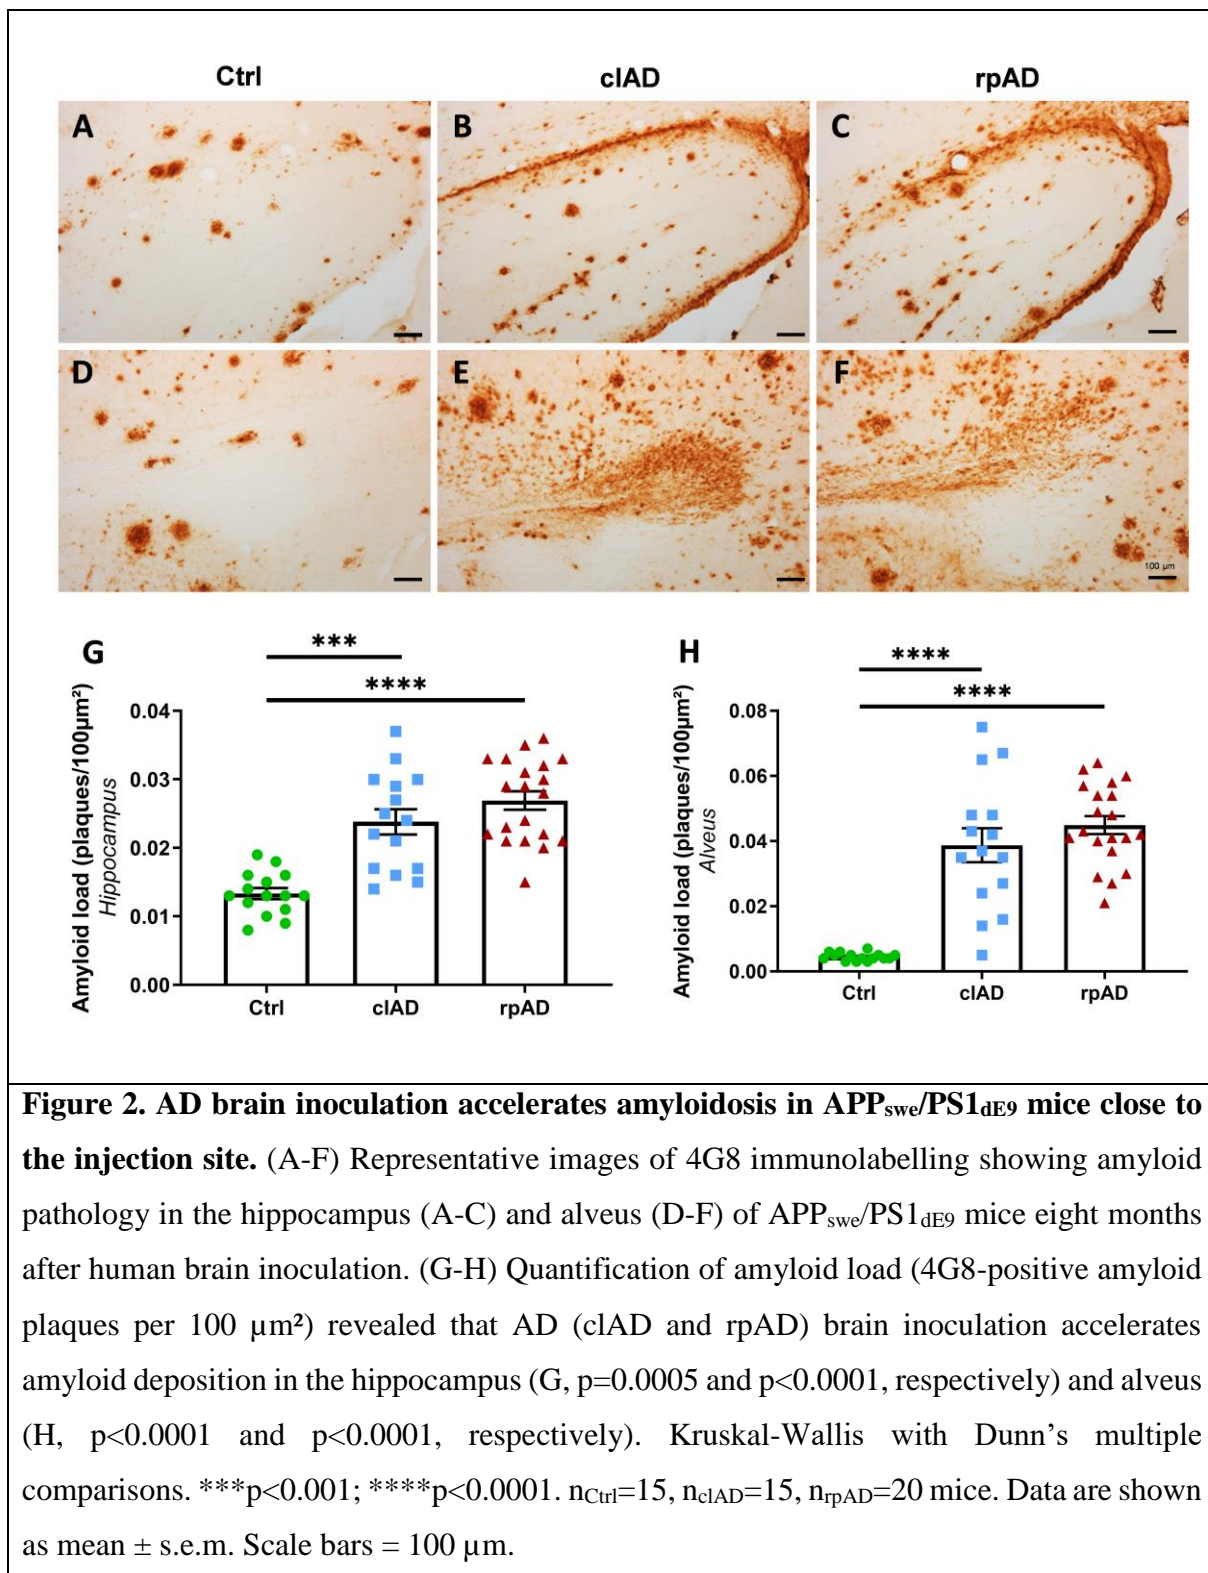 Ctrl clAD rpAD
A B C
D E F
100 µm
G
***
****
Amyloid load (plaques/100µm²)
Hippocampus
0.04
0.03
0.02
0.01
0.00
Ctrl clAD rpAD
H
****
****
Amyloid load (plaques/100µm²)
Alveus
0.08
0.06
0.04
0.02
0.00
Ctrl clAD rpAD
Figure 2. AD brain inoculation accelerates amyloidosis in APPswe/PS1dE9 mice close to
the injection site. (A-F) Representative images of 4G8 immunolabelling showing amyloid
pathology in the hippocampus (A-C) and alveus (D-F) of APPswe/PS1dE9 mice eight months
after human brain inoculation. (G-H) Quantification of amyloid load (4G8-positive amyloid
plaques per 100 µm²) revealed that AD (clAD and rpAD) brain inoculation accelerates
amyloid deposition in the hippocampus (G, p=0.0005 and p<0.0001, respectively) and alveus
(H, p<0.0001 and p<0.0001, respectively). Kruskal-Wallis with Dunn’s multiple
comparisons. ***p<0.001; ****p<0.0001. nCtrl=15, nclAD=15, nrpAD=20 mice. Data are shown
as mean ± s.e.m. Scale bars = 100 µm.